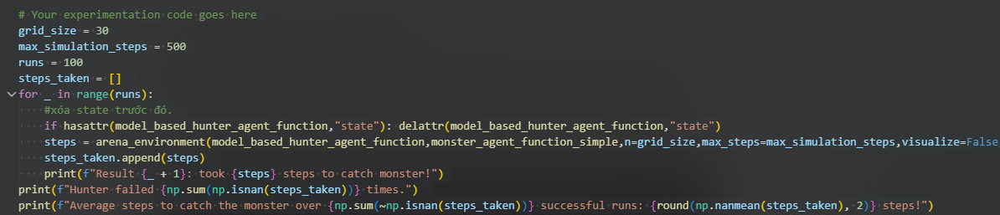 # Your experimentation code goes here
grid_size = 30
max_simulation_steps = 500
runs = 100
steps_taken = []
for _ in range(runs):
    #xóa state trước đó.
    if hasattr(model_based_hunter_agent_function,"state"): delattr(model_based_hunter_agent_function,"state")
    steps = arena_environment(model_based_hunter_agent_function,monster_agent_function_simple,n=grid_size,max_steps=max_simulation_steps,visualize=False
    steps_taken.append(steps)
    print(f"Result {_ + 1}: took {steps} steps to catch monster!")
print(f"Hunter failed {np.sum(np.isnan(steps_taken))} times.")
print(f"Average steps to catch the monster over {np.sum(~np.isnan(steps_taken))} successful runs: {round(np.nanmean(steps_taken), 2)} steps!")